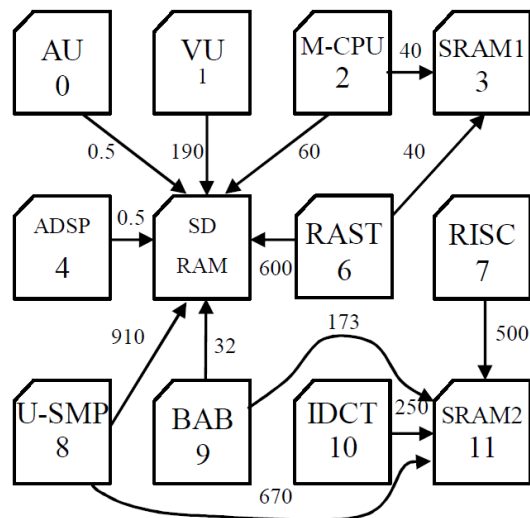 AU
0
VU
1
M-CPU
2
40
SRAM1
3
0.5
190
60
40
ADSP
4
0.5
SD
RAM
600
RAST
6
RISC
7
910
32
173
500
U-SMP
8
BAB
9
IDCT
10
250
SRAM2
11
670